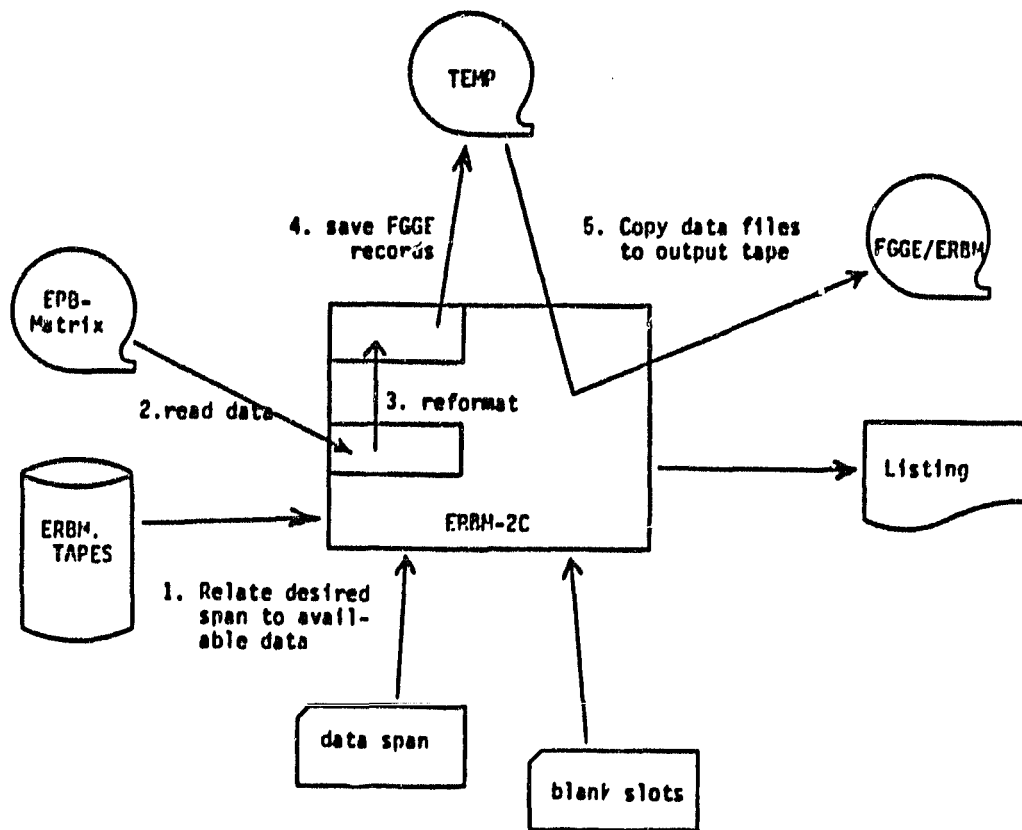 TEMP
4. save FGGE
records
5. Copy data files
to output tape
FGGE/ERBM
ERB-
Matrix
2.read data
3. reformat
ERBM.
TAPES
ERBM-2C
Listing
1. Relate desired
span to avail-
able data
data span
blank slots